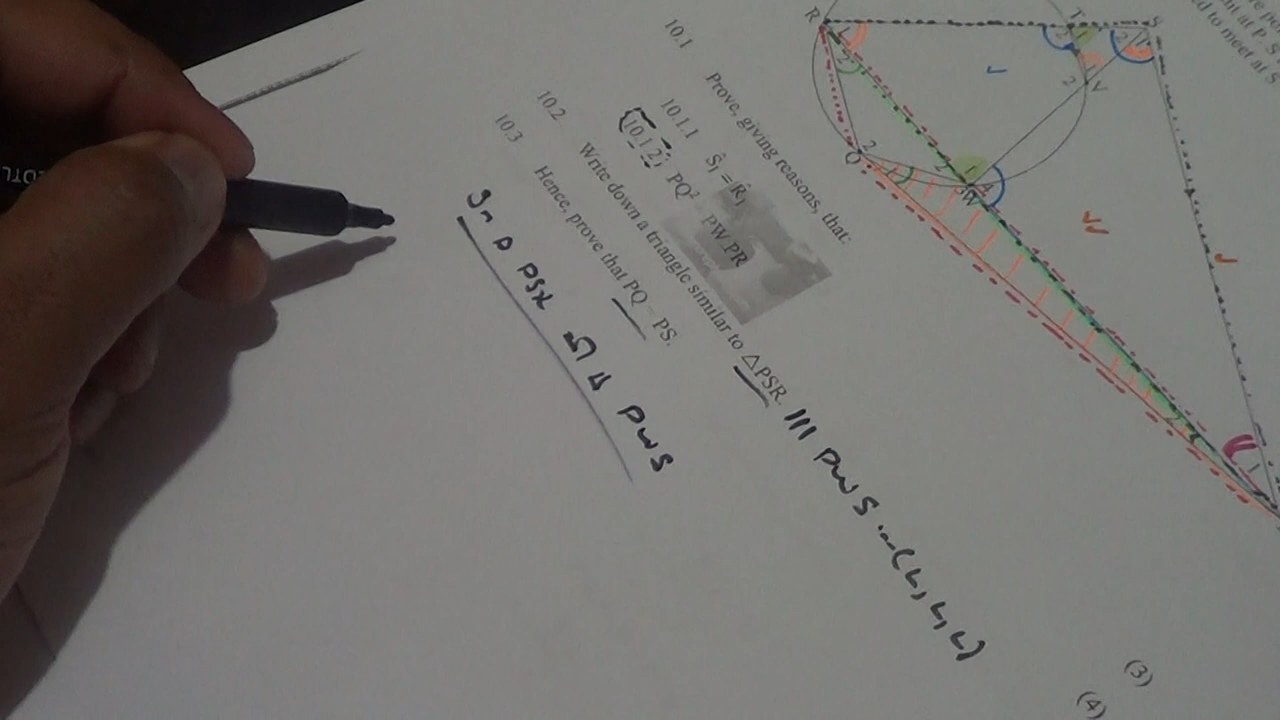 10.1 Prove, giving reasons, that:
10.1.1 Ŝ₁ = R̂₁
10.1.2 PQ² PW.PR
10.2 Write down a triangle similar to △PSR. ||| PWS ...(L, L, L)
10.3 Hence, prove that PQ = PS.
In Δ PSR Δ PWS
(3)
(4)
R
T
S
V
Q
W
1
2